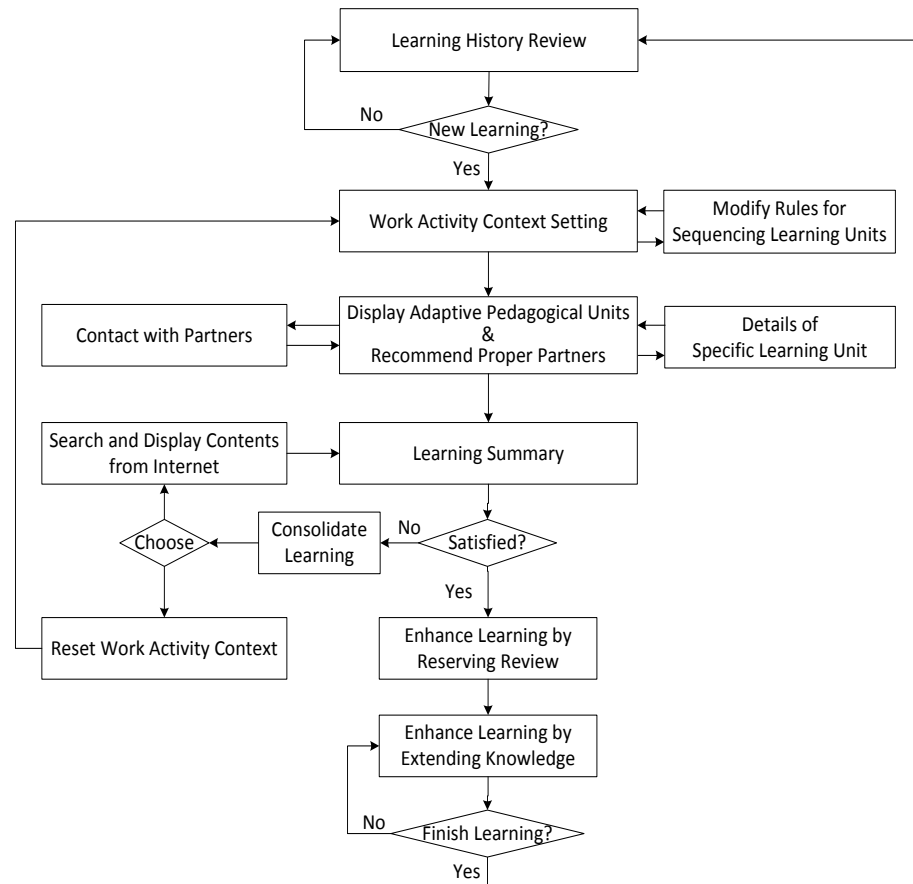 Learning History Review
No
New Learning?
Yes
Work Activity Context Setting
Modify Rules for
Sequencing Learning Units
Contact with Partners
Display Adaptive Pedagogical Units
&
Recommend Proper Partners
Details of
Specific Learning Unit
Search and Display Contents
from Internet
Learning Summary
Choose
Consolidate
Learning
No
Satisfied?
Yes
Reset Work Activity Context
Enhance Learning by
Reserving Review
Enhance Learning by
Extending Knowledge
No
Finish Learning?
Yes